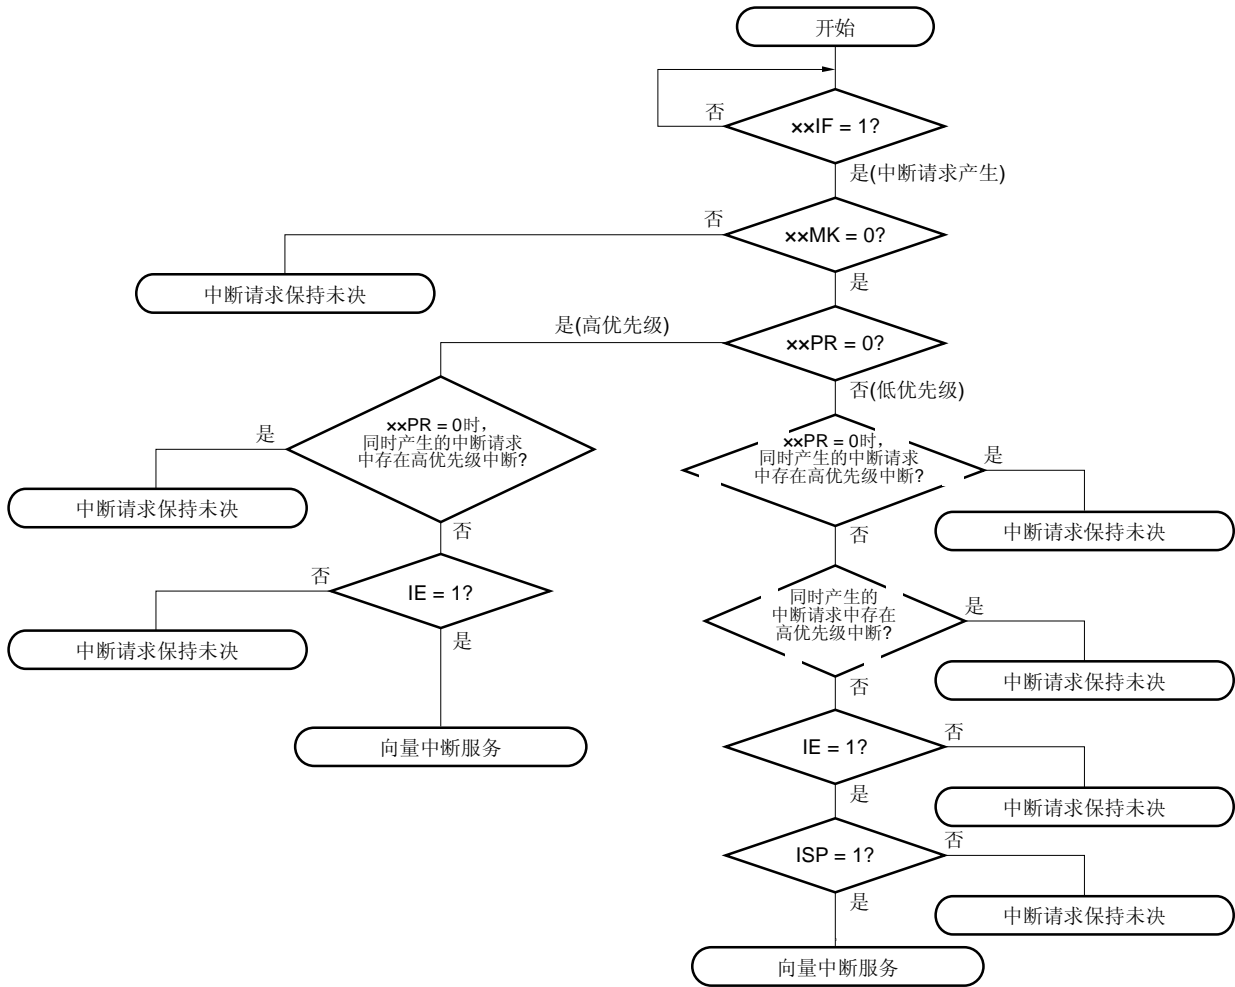 开始
否
××IF = 1?
是(中断请求产生)
否
××MK = 0?
是
中断请求保持未决
是(高优先级)
××PR = 0?
否(低优先级)
是
××PR = 0时，
同时产生的中断请求
中存在高优先级中断?
中断请求保持未决
否
××PR = 0时，
同时产生的中断请求
中存在高优先级中断?
是
中断请求保持未决
否
否
IE = 1?
是
中断请求保持未决
向量中断服务
同时产生的
中断请求中存在
高优先级中断?
是
中断请求保持未决
否
IE = 1?
否
中断请求保持未决
是
ISP = 1?
否
中断请求保持未决
是
向量中断服务